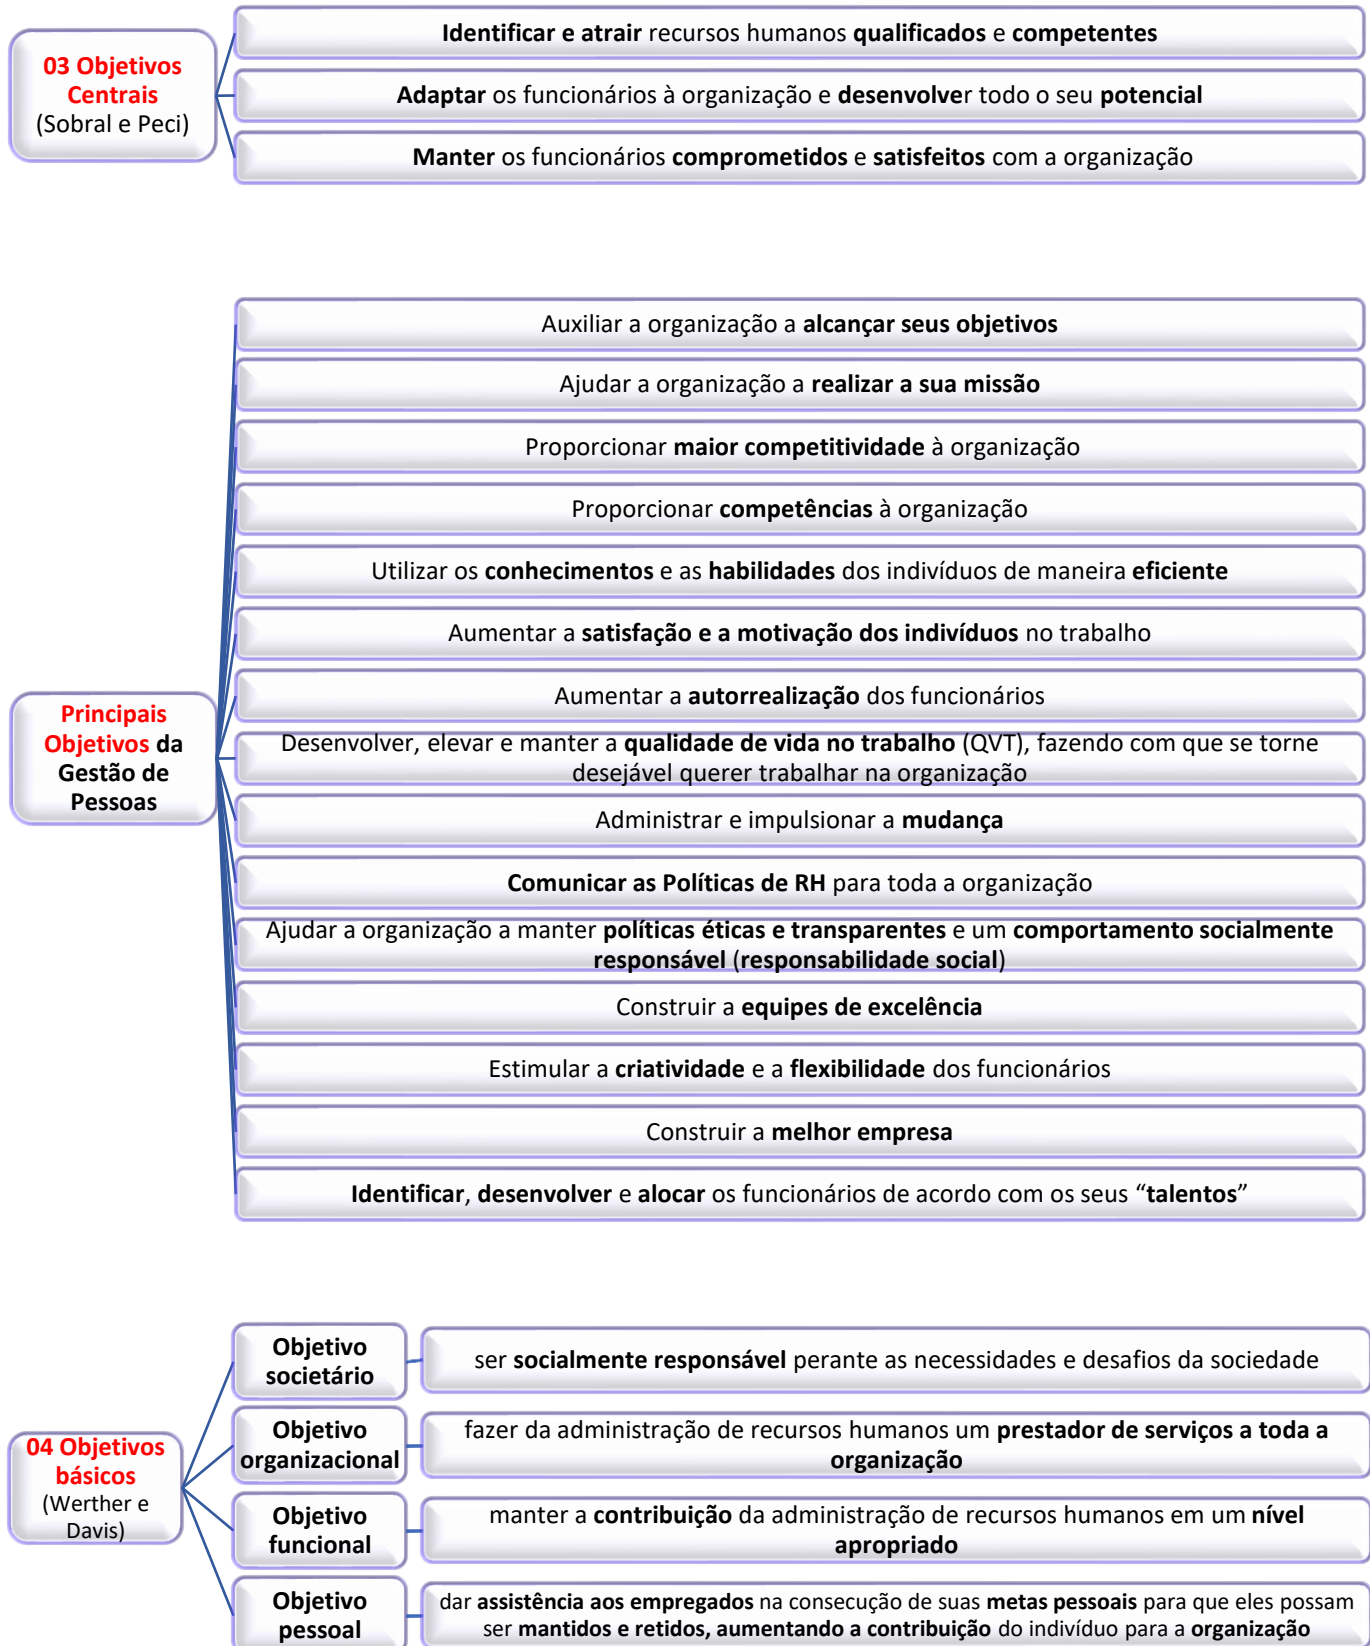 03 Objetivos
Centrais
(Sobral e Peci)
Identificar e atrair recursos humanos qualificados e competentes
Adaptar os funcionários à organização e desenvolver todo o seu potencial
Manter os funcionários comprometidos e satisfeitos com a organização
Principais
Objetivos da
Gestão de
Pessoas
Auxiliar a organização a alcançar seus objetivos
Ajudar a organização a realizar a sua missão
Proporcionar maior competitividade à organização
Proporcionar competências à organização
Utilizar os conhecimentos e as habilidades dos indivíduos de maneira eficiente
Aumentar a satisfação e a motivação dos indivíduos no trabalho
Aumentar a autorrealização dos funcionários
Desenvolver, elevar e manter a qualidade de vida no trabalho (QVT), fazendo com que se torne
desejável querer trabalhar na organização
Administrar e impulsionar a mudança
Comunicar as Políticas de RH para toda a organização
Ajudar a organização a manter políticas éticas e transparentes e um comportamento socialmente
responsável (responsabilidade social)
Construir a equipes de excelência
Estimular a criatividade e a flexibilidade dos funcionários
Construir a melhor empresa
Identificar, desenvolver e alocar os funcionários de acordo com os seus “talentos”
04 Objetivos
básicos
(Werther e
Davis)
Objetivo
societário
ser socialmente responsável perante as necessidades e desafios da sociedade
Objetivo
organizacional
fazer da administração de recursos humanos um prestador de serviços a toda a
organização
Objetivo
funcional
manter a contribuição da administração de recursos humanos em um nível
apropriado
Objetivo
pessoal
dar assistência aos empregados na consecução de suas metas pessoais para que eles possam
ser mantidos e retidos, aumentando a contribuição do indivíduo para a organização